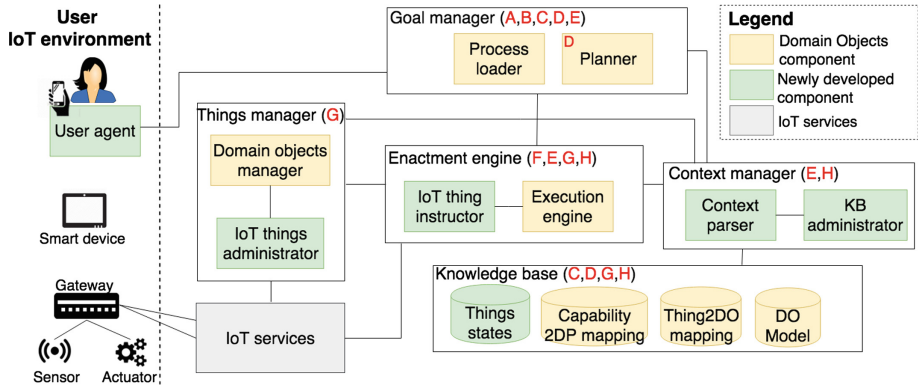 User
IoT environment
User agent
Smart device
Gateway
Sensor
Actuator
Goal manager (A,B,C,D,E)
Process
loader
D
Planner
Things manager (G)
Domain objects
manager
IoT things
administrator
Enactment engine (F,E,G,H)
IoT thing
instructor
Execution
engine
Context manager (E,H)
Context
parser
KB
administrator
Knowledge base (C,D,G,H)
Things
states
Capability
2DP mapping
Thing2DO
mapping
DO
Model
IoT services
Legend
Domain Objects
component
Newly developed
component
IoT services